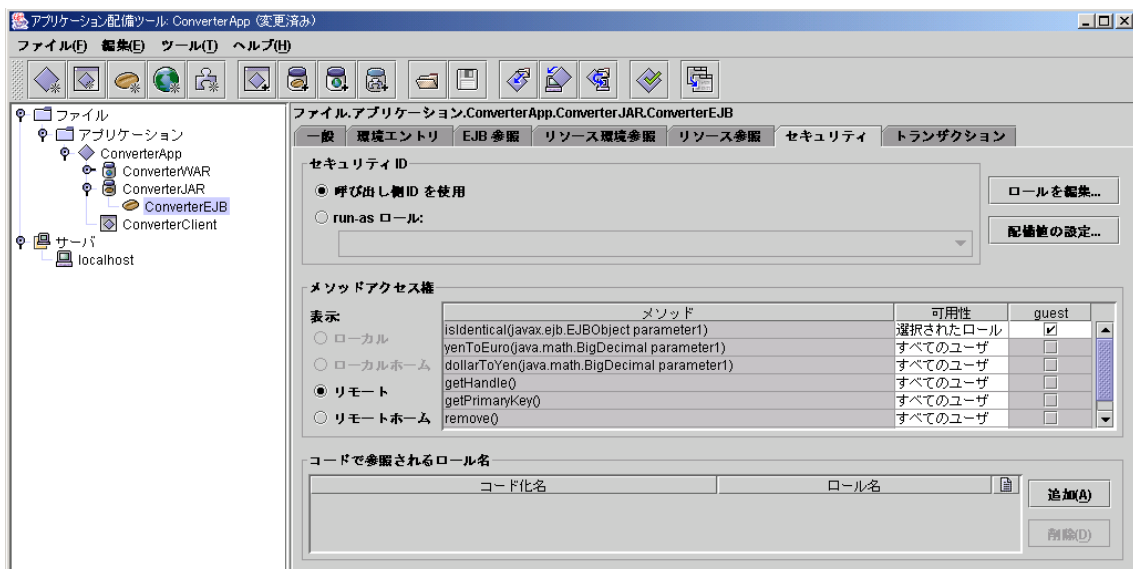 アプリケーション配備ツール: ConverterApp (変更済み)
ファイル(F) 編集(E) ツール(T) ヘルプ(H)
ファイル
アプリケーション
ConverterApp
ConverterWAR
ConverterJAR
ConverterEJB
ConverterClient
サーバ
localhost
ファイル.アプリケーション.ConverterApp.ConverterJAR.ConverterEJB
一般 環境エントリ EJB 参照 リソース環境参照 リソース参照 セキュリティ トランザクション
セキュリティ ID
呼び出し側ID を使用
run-as ロール:
ロールを編集...
配備値の設定...
メソッドアクセス権
表示:
ローカル
ローカルホーム
リモート
リモートホーム
メソッド 可用性 guest
isIdentical(javax.ejb.EJBObject parameter1) 選択されたロール
yenToEuro(java.math.BigDecimal parameter1) すべてのユーザ
dollarToYen(java.math.BigDecimal parameter1) すべてのユーザ
getHandle() すべてのユーザ
getPrimaryKey() すべてのユーザ
remove() すべてのユーザ
コードで参照されるロール名
コード化名 ロール名
追加(A)
削除(D)